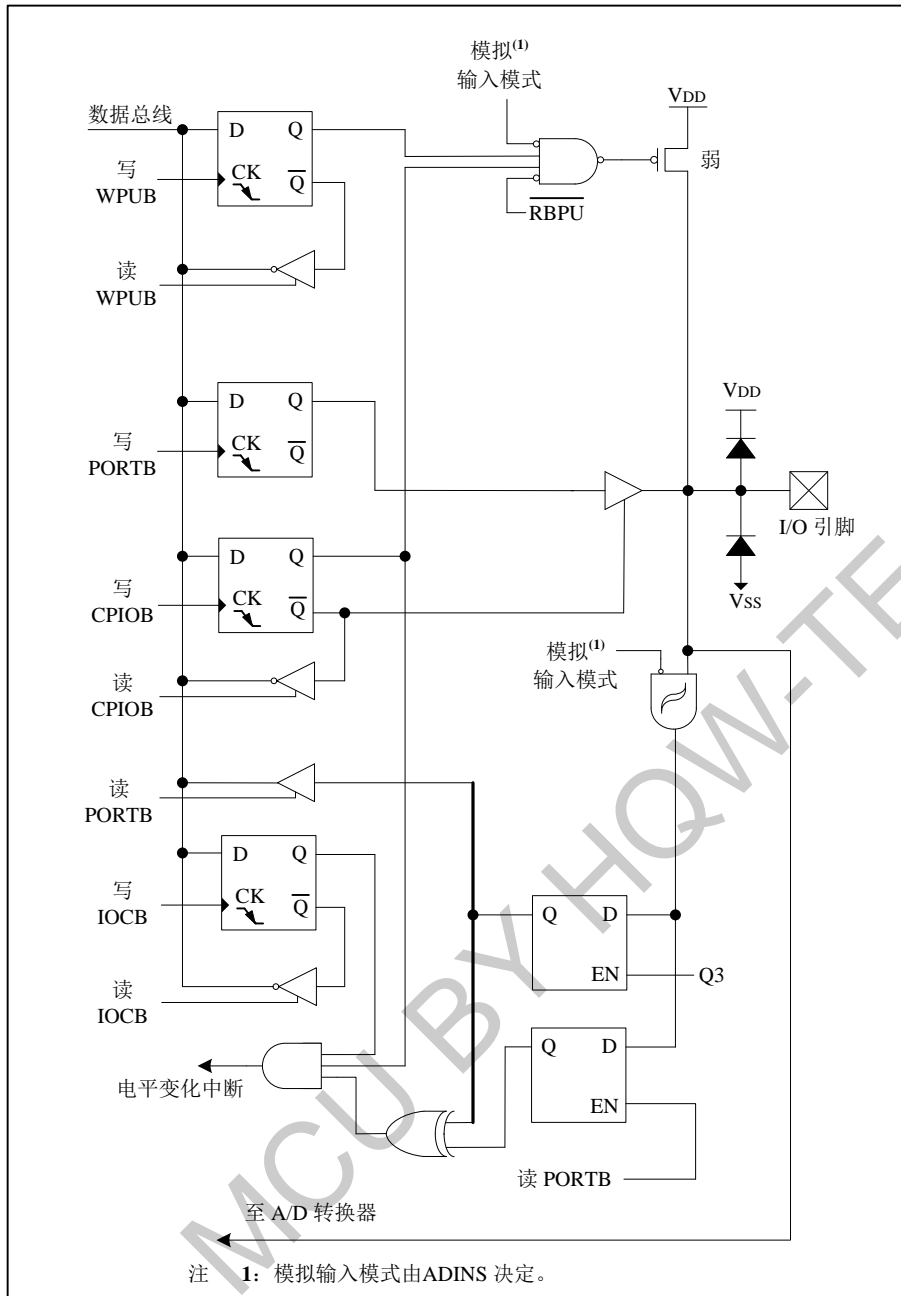 模拟(1)
输入模式
VDD
数据总线
D Q
弱
写
WPUB
CK Q
RBPU
读
WPUB
D Q
VDD
写
PORTB
CK Q
I/O 引脚
D Q
写
CPIOB
CK Q
VSS
模拟(1)
输入模式
读
CPIOB
读
PORTB
D Q
写
IOCB
CK Q
Q D
EN Q3
读
IOCB
Q D
电平变化中断
EN
读 PORTB
至 A/D 转换器
注 1：模拟输入模式由ADINS 决定。
MCU BY HQW-TE